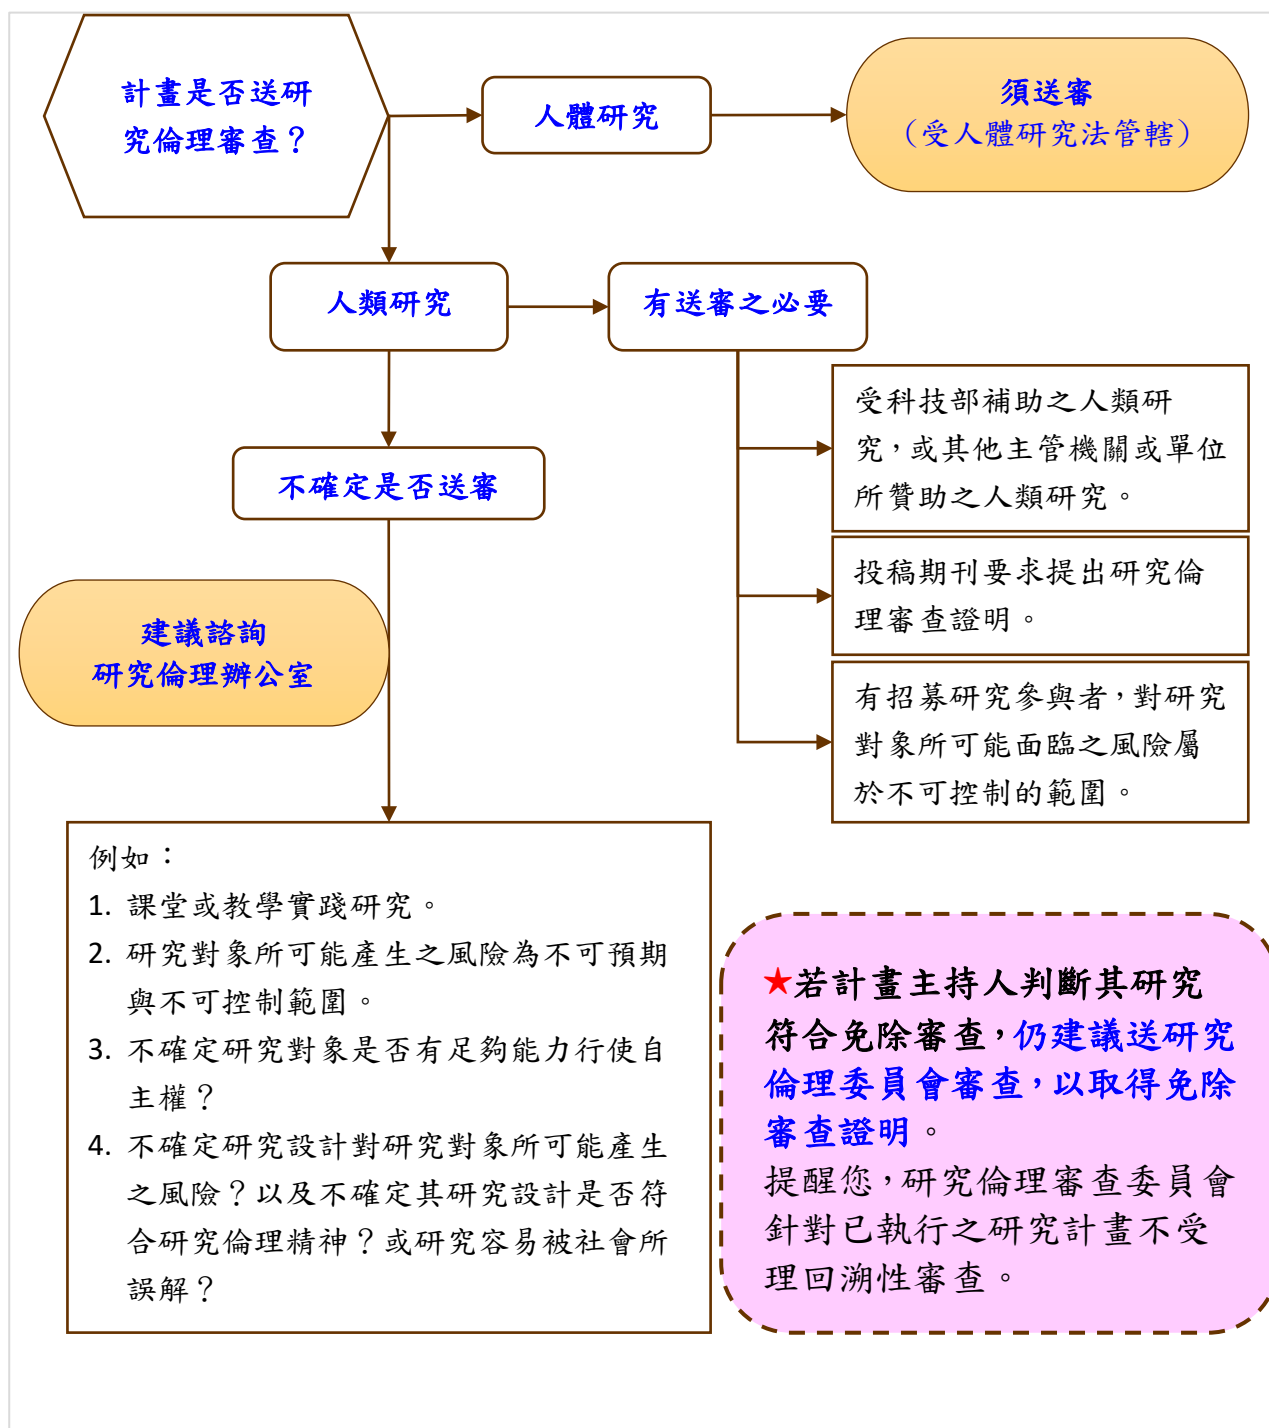 計畫是否送研
究倫理審查？
人體研究
須送審
（受人體研究法管轄）
人類研究
有送審之必要
受科技部補助之人類研
究，或其他主管機關或單位
所贊助之人類研究。
不確定是否送審
投稿期刊要求提出研究倫
理審查證明。
建議諮詢
研究倫理辦公室
有招募研究參與者，對研究
對象所可能面臨之風險屬
於不可控制的範圍。
例如：
1. 課堂或教學實踐研究。
2. 研究對象所可能產生之風險為不可預期
與不可控制範圍。
3. 不確定研究對象是否有足夠能力行使自
主權？
4. 不確定研究設計對研究對象所可能產生
之風險？以及不確定其研究設計是否符
合研究倫理精神？或研究容易被社會所
誤解？
★若計畫主持人判斷其研究
符合免除審查，仍建議送研究
倫理委員會審查，以取得免除
審查證明。
提醒您，研究倫理審查委員會
針對已執行之研究計畫不受
理回溯性審查。